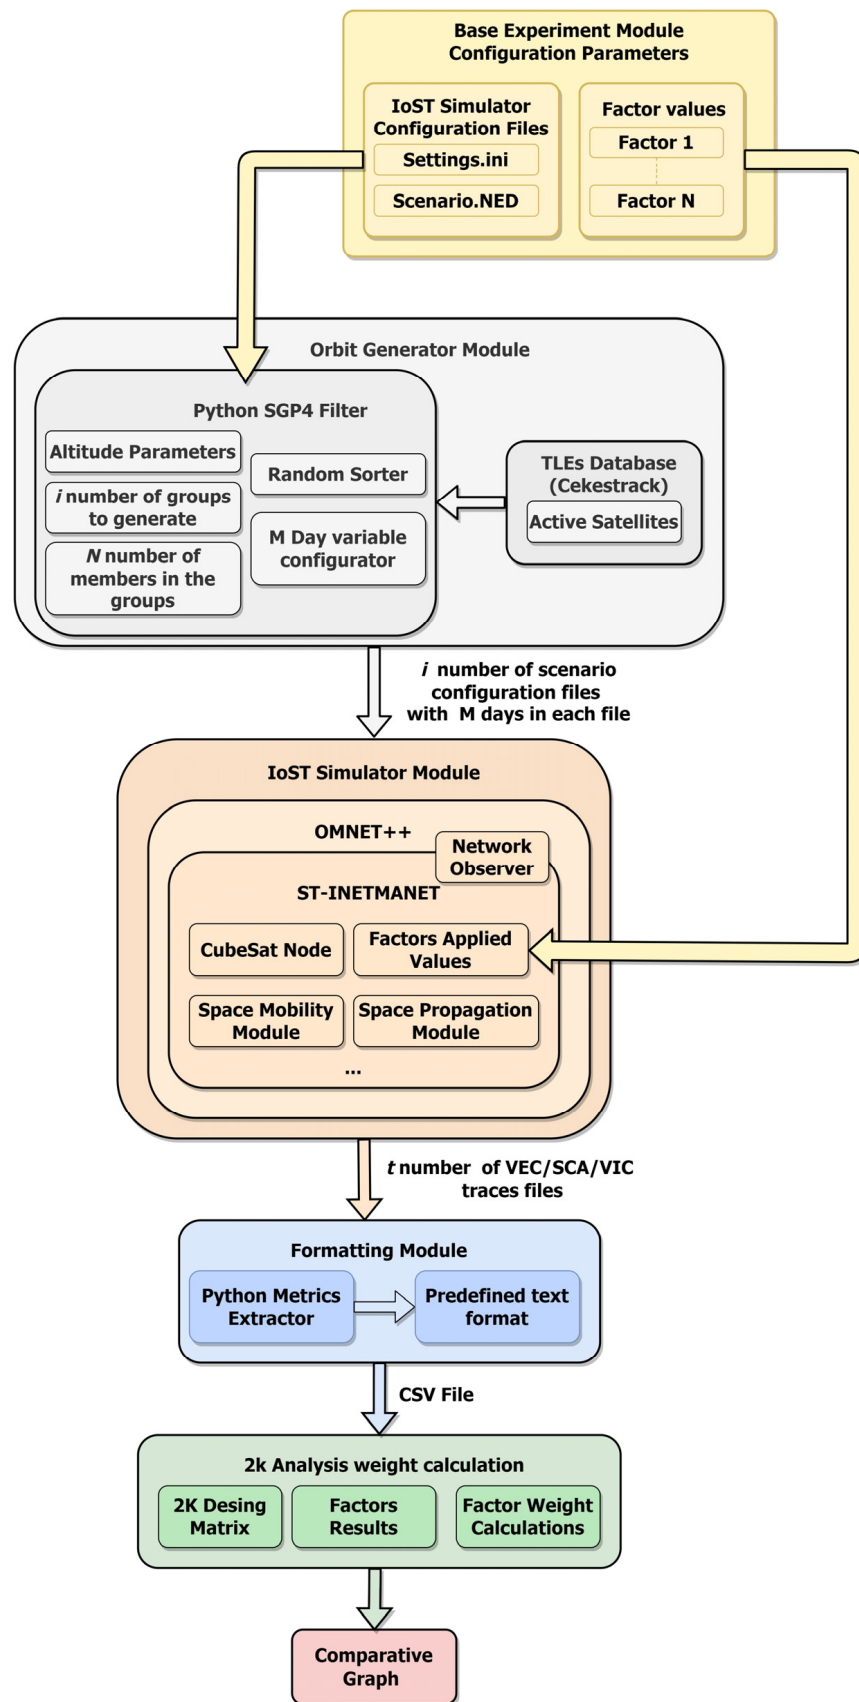 Base Experiment Module
Configuration Parameters
IoST Simulator
Configuration Files
Settings.ini
Scenario.NED
Factor values
Factor 1
Factor N
Orbit Generator Module
Python SGP4 Filter
Altitude Parameters
i number of groups
to generate
N number of
members in the
groups
Random Sorter
M Day variable
configurator
TLEs Database
(Cekestrack)
Active Satellites
i number of scenario
configuration files
with M days in each file
IoST Simulator Module
OMNET++
Network
Observer
ST-INETMANET
CubeSat Node
Factors Applied
Values
Space Mobility
Module
Space Propagation
Module
...
t number of VEC/SCA/VIC
traces files
Formatting Module
Python Metrics
Extractor
Predefined text
format
CSV File
2k Analysis weight calculation
2K Desing
Matrix
Factors
Results
Factor Weight
Calculations
Comparative
Graph